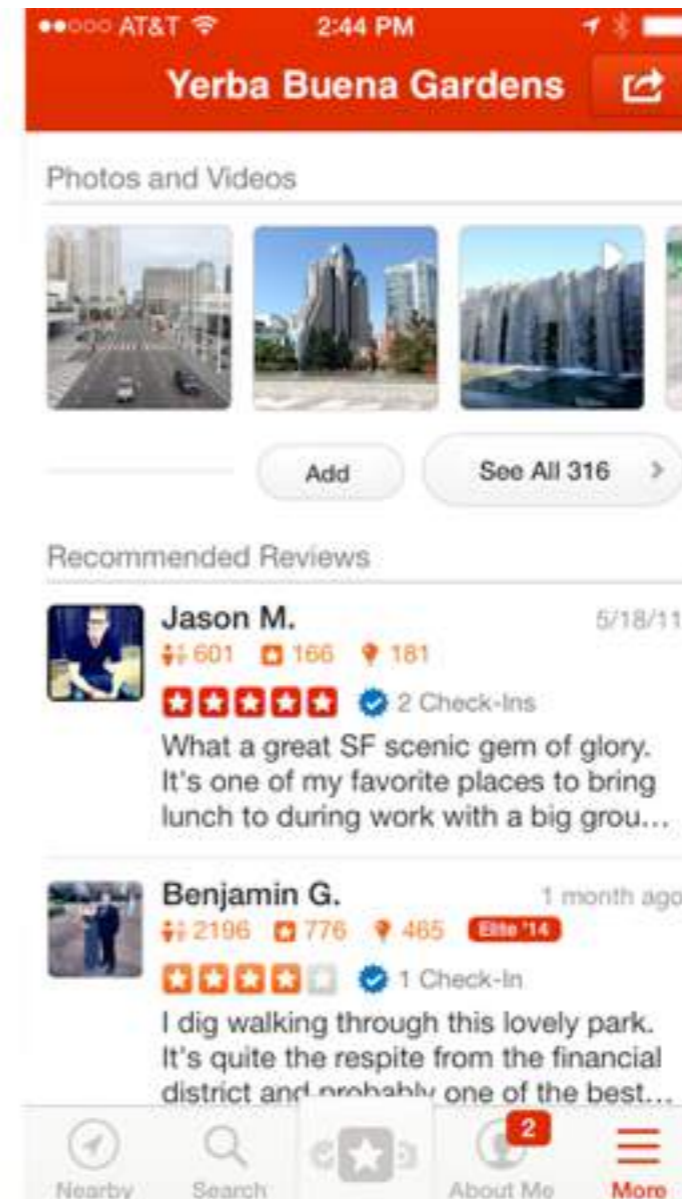 AT&T 2:44 PM
Yerba Buena Gardens
Photos and Videos
Add See All 316
Recommended Reviews
Jason M. 5/18/11
601 166 181
2 Check-Ins
What a great SF scenic gem of glory.
It's one of my favorite places to bring
lunch to during work with a big grou...
Benjamin G. 1 month ago
2196 776 465 Elite '14
1 Check-In
I dig walking through this lovely park.
It's quite the respite from the financial
district and probably one of the best...
2
Nearby Search About Me More